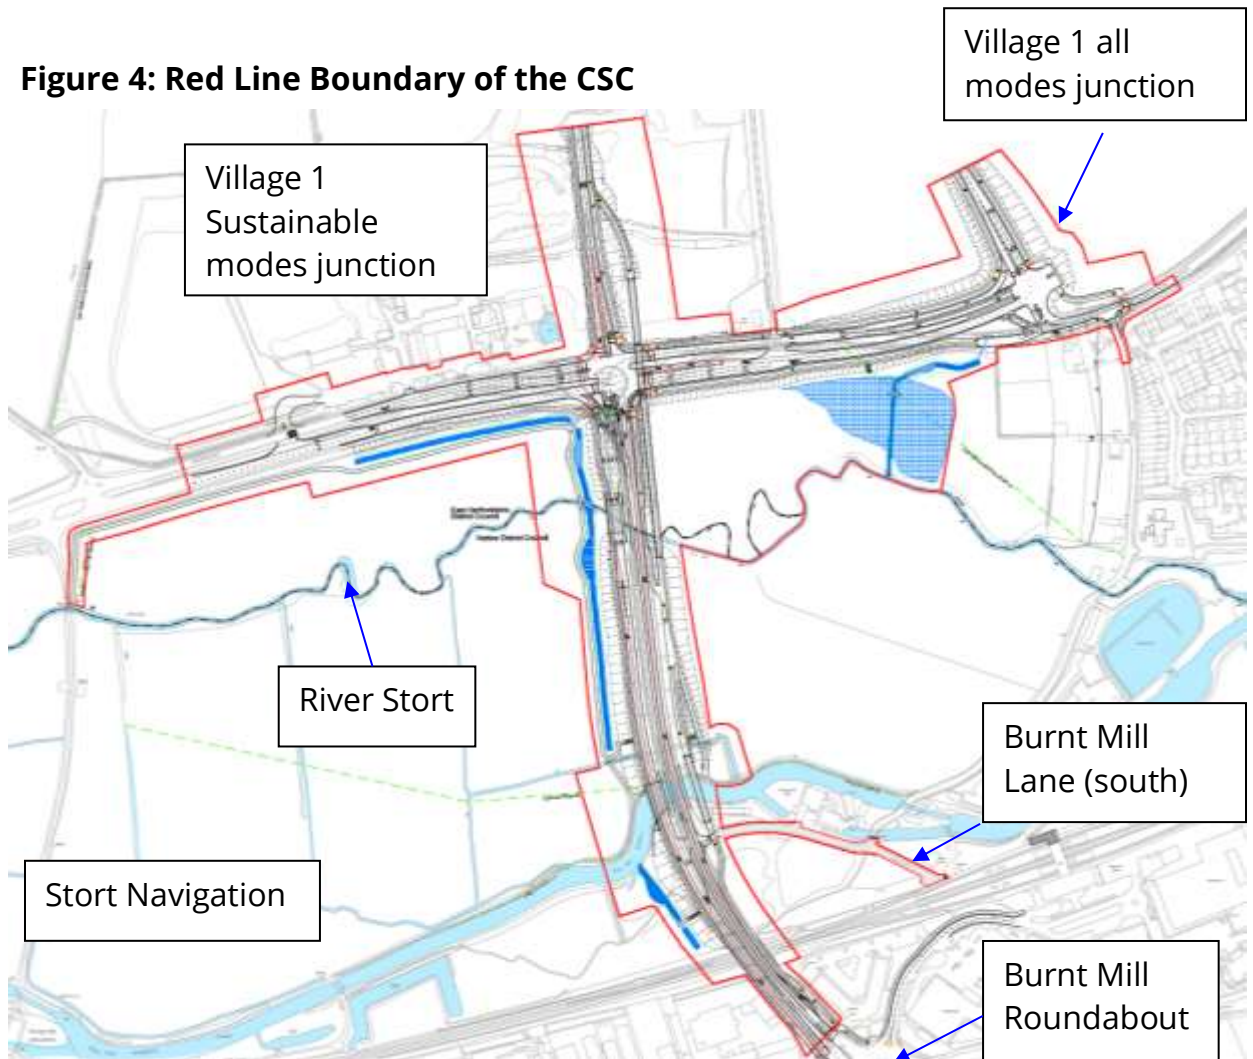 Figure 4: Red Line Boundary of the CSC
Village 1 all
modes junction
Village 1
Sustainable
modes junction
River Stort
Burnt Mill
Lane (south)
Stort Navigation
Burnt Mill
Roundabout